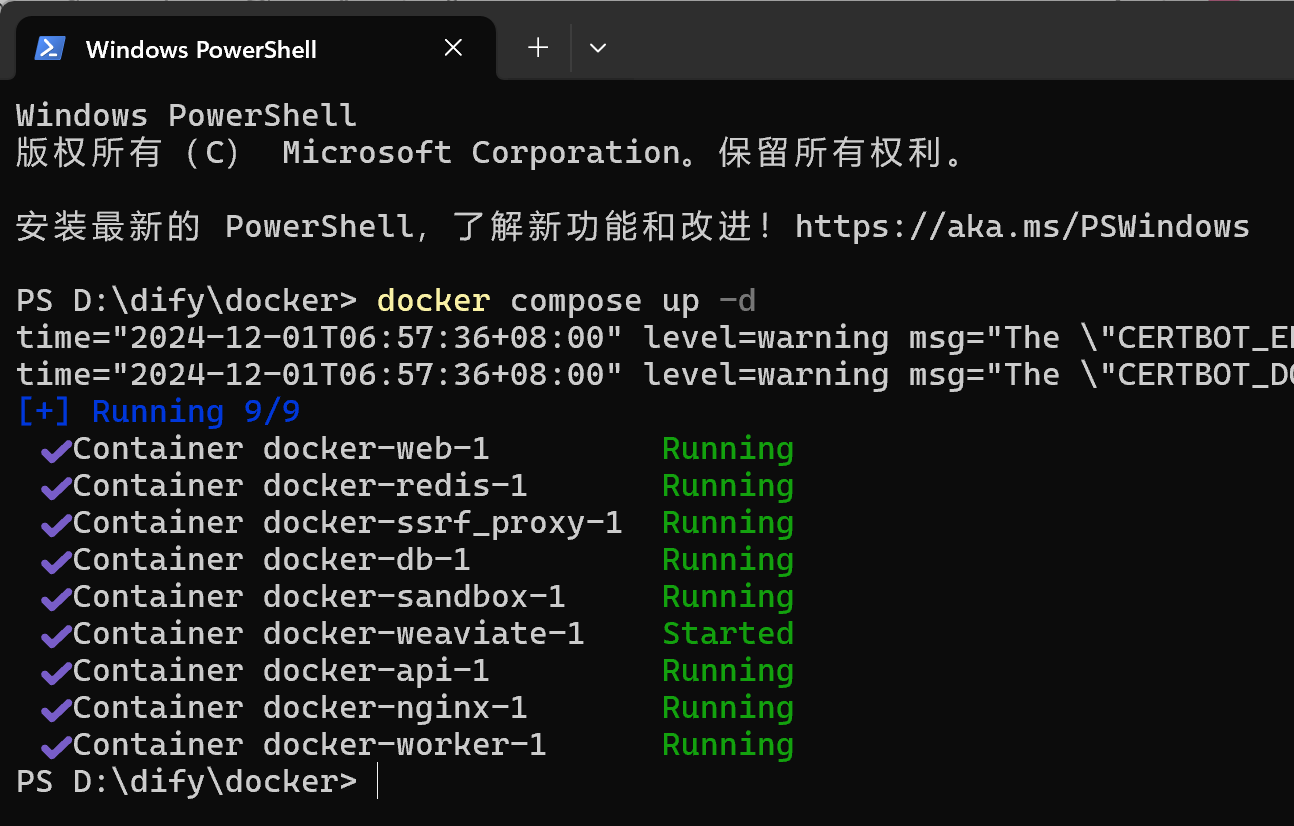 Windows PowerShell
Windows PowerShell
版权所有（C） Microsoft Corporation。保留所有权利。
安装最新的 PowerShell，了解新功能和改进！https://aka.ms/PSWindows
PS D:\dify\docker> docker compose up -d
time="2024-12-01T06:57:36+08:00" level=warning msg="The \"CERTBOT_E
time="2024-12-01T06:57:36+08:00" level=warning msg="The \"CERTBOT_DO
[+] Running 9/9
✔Container docker-web-1 Running
✔Container docker-redis-1 Running
✔Container docker-ssrf_proxy-1 Running
✔Container docker-db-1 Running
✔Container docker-sandbox-1 Running
✔Container docker-weaviate-1 Started
✔Container docker-api-1 Running
✔Container docker-nginx-1 Running
✔Container docker-worker-1 Running
PS D:\dify\docker>